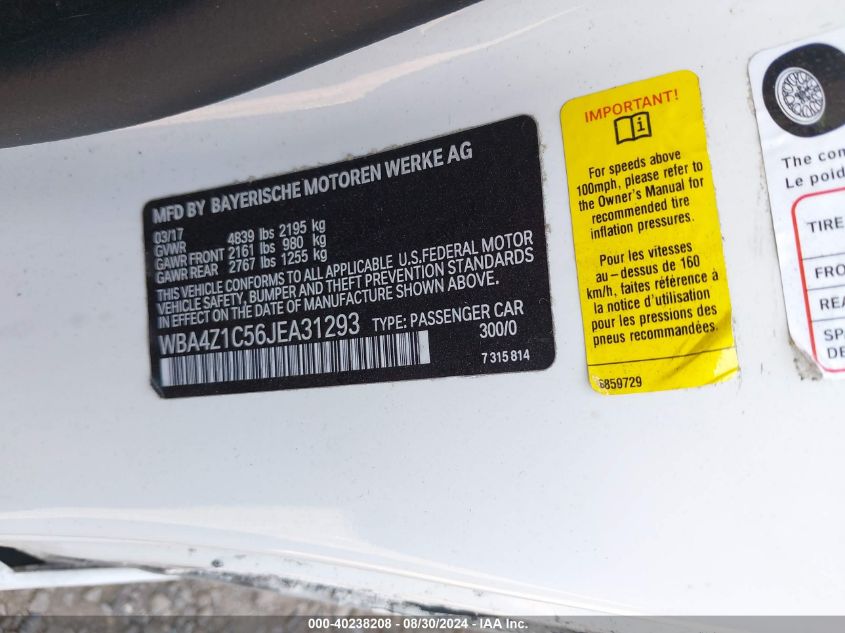 MFD BY BAYERISCHE MOTOREN WERKE AG
03/17
GVWR 4839 lbs 2195 kg
GAWR FRONT 2161 lbs 980 kg
GAWR REAR 2767 lbs 1255 kg
THIS VEHICLE CONFORMS TO ALL APPLICABLE U.S.FEDERAL MOTOR
VEHICLE SAFETY, BUMPER AND THEFT PREVENTION STANDARDS
IN EFFECT ON THE DATE OF MANUFACTURE SHOWN ABOVE.
WBA4Z1C56JEA31293 TYPE: PASSENGER CAR
300/0
7 315 814
IMPORTANT!
For speeds above
100mph, please refer to
the Owner's Manual for
recommended tire
inflation pressures.
Pour les vitesses
au-dessus de 160
km/h, faites référence à
la notice d'utilisation
pour les pressions des
pneus recommandées.
6859729
The com
Le poid
TIRE
FRO
REA
SP
DE
000-40238208 - 08/30/2024 - IAAI.com